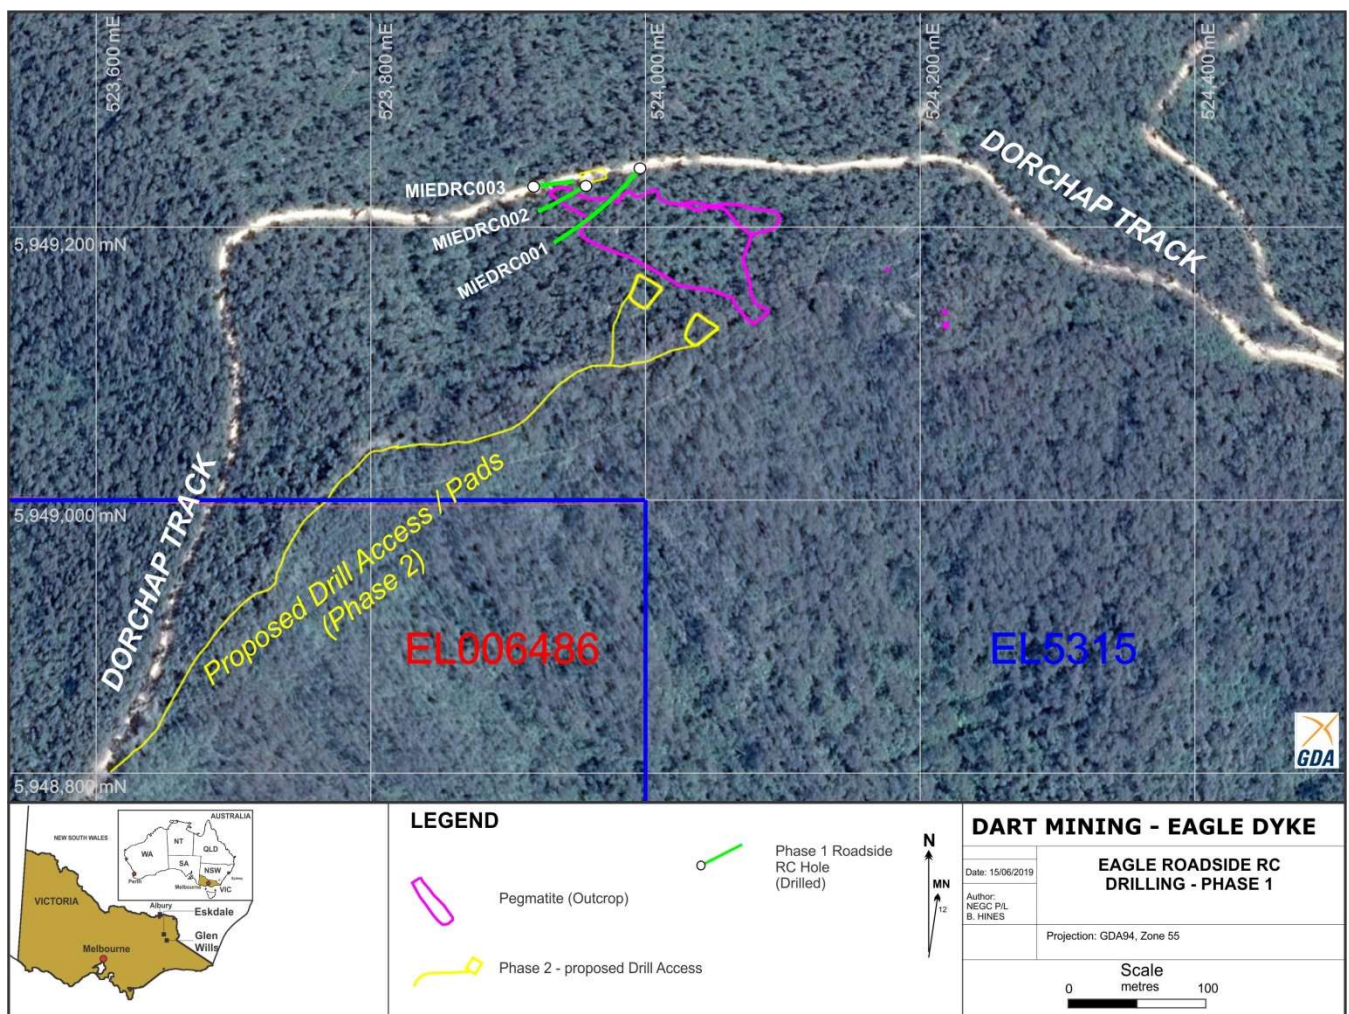 523,600 mE
523,800 mE
524,000 mE
524,200 mE
524,400 mE
DORCHAP TRACK
MIEDRC003
MIEDRC002
MIEDRC001
5,949,200 mN
DORCHAP TRACK
5,949,000 mN
Proposed Drill Access / Pads
(Phase 2)
EL006486
EL5315
5,948,800 mN
GDA
NEW SOUTH WALES
AUSTRALIA
NT
QLD
WA
SA
NSW
Perth
Sydney
Melbourne
VIC
VICTORIA
Albury
Eskdale
Glen
Wills
Melbourne
LEGEND
Pegmatite (Outcrop)
Phase 2 - proposed Drill Access
Phase 1 Roadside
RC Hole
(Drilled)
N
MN
12
DART MINING - EAGLE DYKE
Date: 15/06/2019
Author:
NEGC P/L
B. HINES
EAGLE ROADSIDE RC
DRILLING - PHASE 1
Projection: GDA94, Zone 55
Scale
metres
0 100